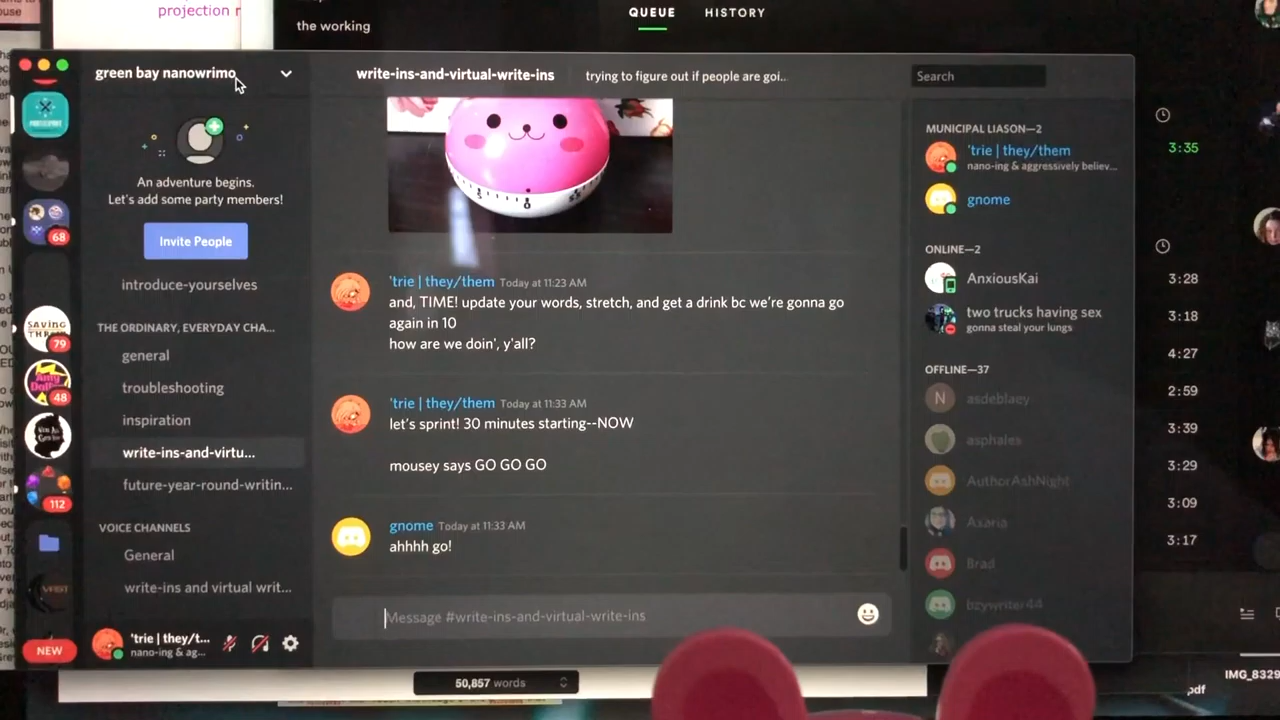 projection
the working
QUEUE HISTORY
green bay nanowrimo
An adventure begins.
Let's add some party members!
Invite People
introduce-yourselves
THE ORDINARY, EVERYDAY CHA...
general
troubleshooting
inspiration
write-ins-and-virtu...
future-year-round-writin...
VOICE CHANNELS
General
write-ins and virtual writ...
'trie | they/t...
nano-ing & ag...
68
SAVING
79
48
112
NEW
write-ins-and-virtual-write-ins trying to figure out if people are goi..
5 0 55
'trie | they/them Today at 11:23 AM
and, TIME! update your words, stretch, and get a drink bc we're gonna go
again in 10
how are we doin', y'all?
'trie | they/them Today at 11:33 AM
let's sprint! 30 minutes starting--NOW
mousey says GO GO GO
gnome Today at 11:33 AM
ahhhh go!
Message #write-ins-and-virtual-write-ins
50,857 words
Search
MUNICIPAL LIASON—2
'trie | they/them
nano-ing & aggressively believ...
gnome
ONLINE—2
AnxiousKai
two trucks having sex
gonna steal your lungs
OFFLINE—37
N asdeblaey
asphales
AuthorAshNight
Asaria
Brad
bzywriter44
3:35
3:28
3:18
4:27
2:59
3:39
3:29
3:09
3:17
IMG_8329
pdf